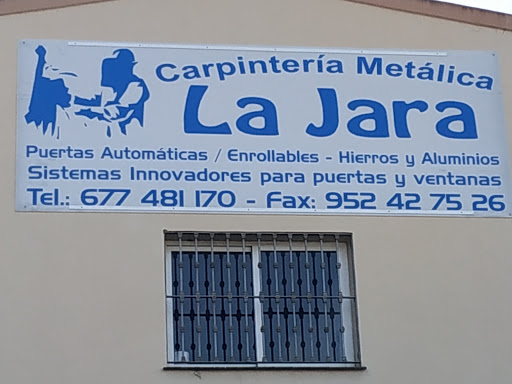 Carpintería Metálica
La Jara
Puertas Automáticas / Enrollables - Hierros y Aluminios
Sistemas Innovadores para puertas y ventanas
Tel.: 677 481 170 - Fax: 952 42 75 26